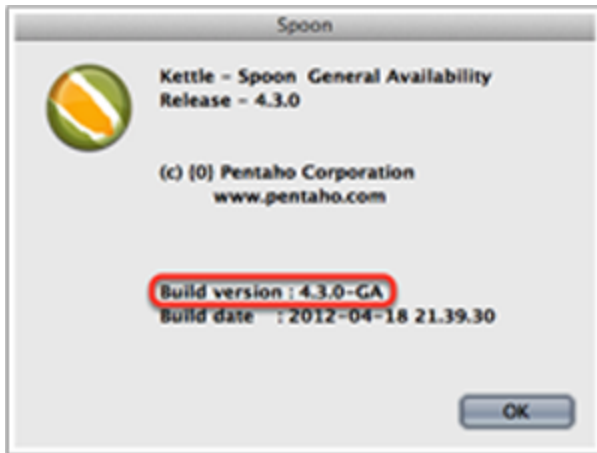 Spoon
Kettle – Spoon General Availability
Release – 4.3.0
(c) {0} Pentaho Corporation
www.pentaho.com
Build version : 4.3.0-GA
Build date : 2012-04-18 21.39.30
OK